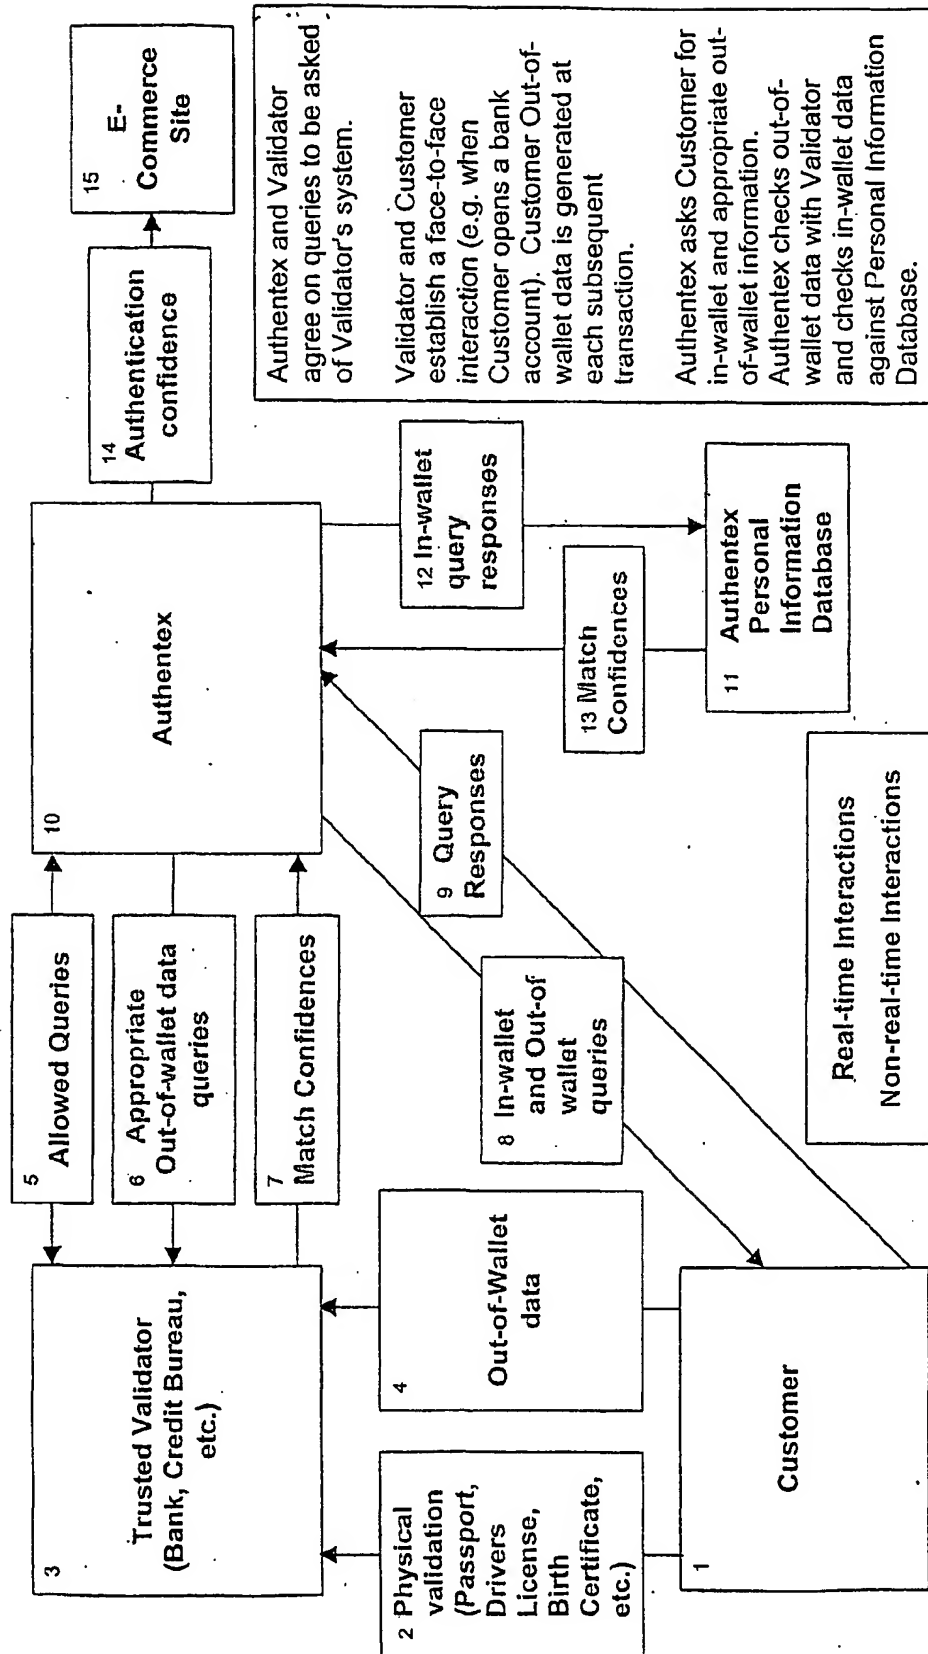 5 Allowed Queries
3
Trusted Validator
(Bank, Credit Bureau,
etc.)
6 Appropriate
Out-of-wallet data
queries
7 Match Confidences
10
Authentex
14
Authentication
confidence
15
E-
Commerce
Site
2 Physical
validation
(Passport,
Drivers
License,
Birth
Certificate,
etc.)
4
Out-of-Wallet
data
8 In-wallet
and Out-of
wallet
queries
9 Query
Responses
12 In-wallet
query
responses
13 Match
Confidences
11
Authentex
Personal
Information
Database
1
Customer
Real-time Interactions
Non-real-time Interactions
Authentex and Validator
agree on queries to be asked
of Validator's system.
Validator and Customer
establish a face-to-face
interaction (e.g. when
Customer opens a bank
account). Customer Out-of-
wallet data is generated at
each subsequent
transaction.
Authentex asks Customer for
in-wallet and appropriate out-
of-wallet information.
Authentex checks out-of-
wallet data with Validator
and checks in-wallet data
against Personal Information
Database.